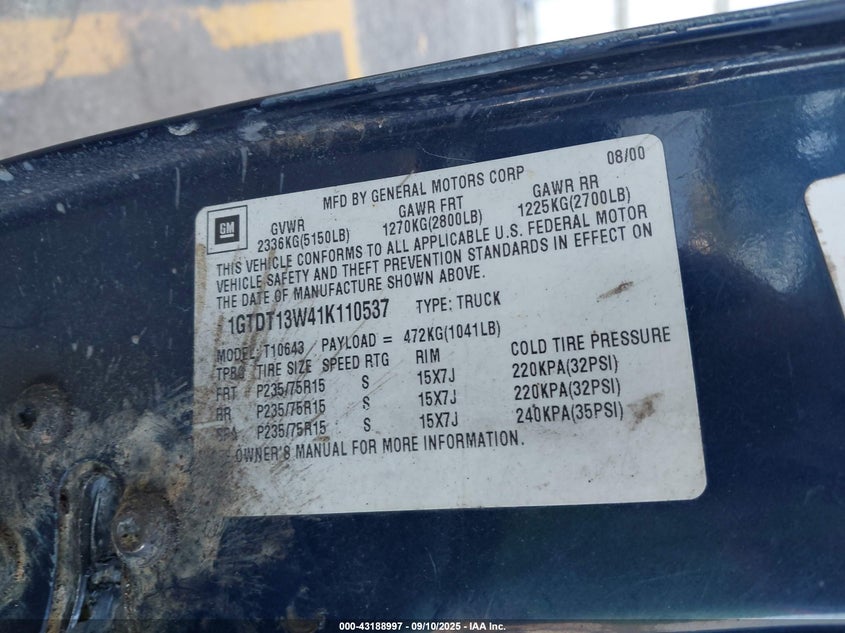 08/00
MFD BY GENERAL MOTORS CORP
GM
GVWR GAWR FRT GAWR RR
2336KG(5150LB) 1270KG(2800LB) 1225KG(2700LB)
THIS VEHICLE CONFORMS TO ALL APPLICABLE U.S. FEDERAL MOTOR
VEHICLE SAFETY AND THEFT PREVENTION STANDARDS IN EFFECT ON
THE DATE OF MANUFACTURE SHOWN ABOVE.
1GTDT13W41K110537 TYPE: TRUCK
MODEL: T10643 PAYLOAD = 472KG(1041LB)
TIRE SIZE SPEED RTG RIM COLD TIRE PRESSURE
FRT P235/75R15 S 15X7J 220KPA(32PSI)
RR P235/75R15 S 15X7J 220KPA(32PSI)
P235/75R15 S 15X7J 240KPA(35PSI)
OWNER'S MANUAL FOR MORE INFORMATION.
000-43188997 - 09/10/2025 - IAA Inc.